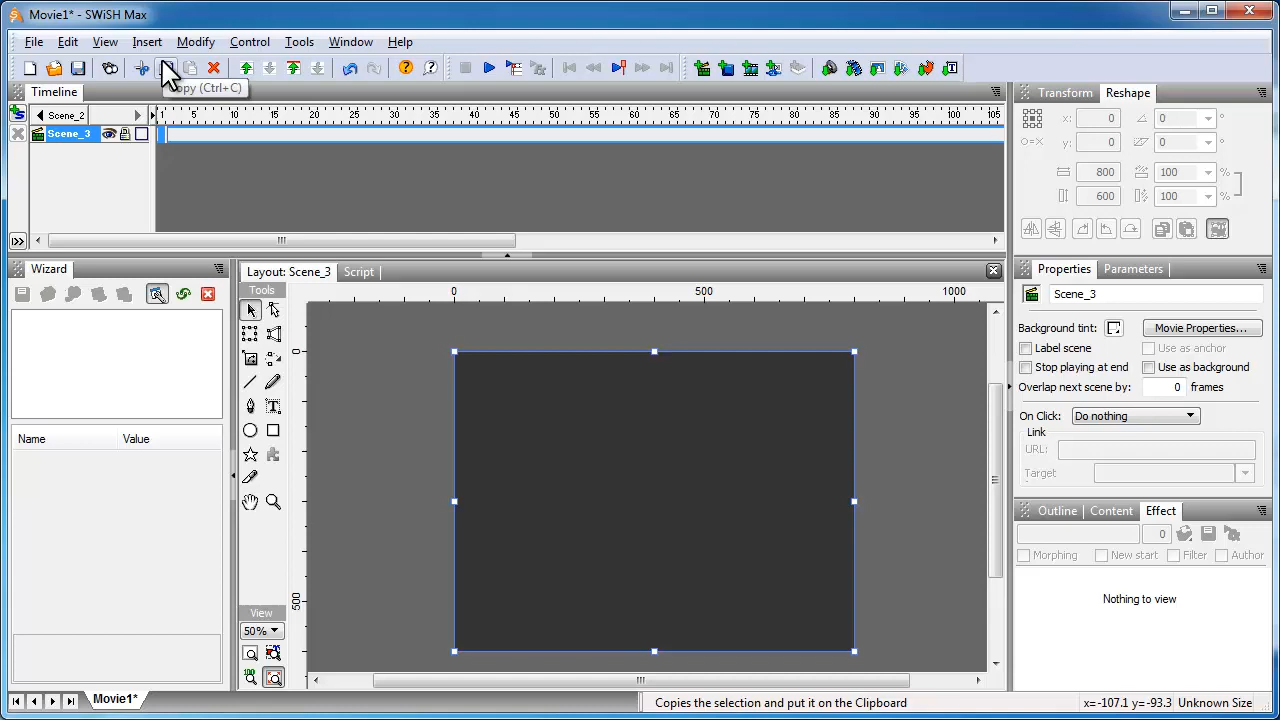 Movie1* - SWiSH Max
File Edit View Insert Modify Control Tools Window Help
opy (Ctrl+C)
Timeline
Scene_2
1 5 10 15 20 25 30 35 40 45 50 55 60 65 70 75 80 85 90 95 100 105
Scene_3
Transform Reshape
x: 0 0 °
y: 0 0 °
800 100 %
600 100 %
Wizard
Name Value
Layout: Scene_3 Script
Tools
0 500 1000
0
500
View
50%
100
Properties Parameters
Scene_3
Background tint: Movie Properties...
Label scene Use as anchor
Stop playing at end Use as background
Overlap next scene by: 0 frames
On Click: Do nothing
Link
URL:
Target
Outline Content Effect
0
Morphing New start Filter Author
Nothing to view
Movie1*
Copies the selection and put it on the Clipboard
x=-107.1 y=-93.3 Unknown Size